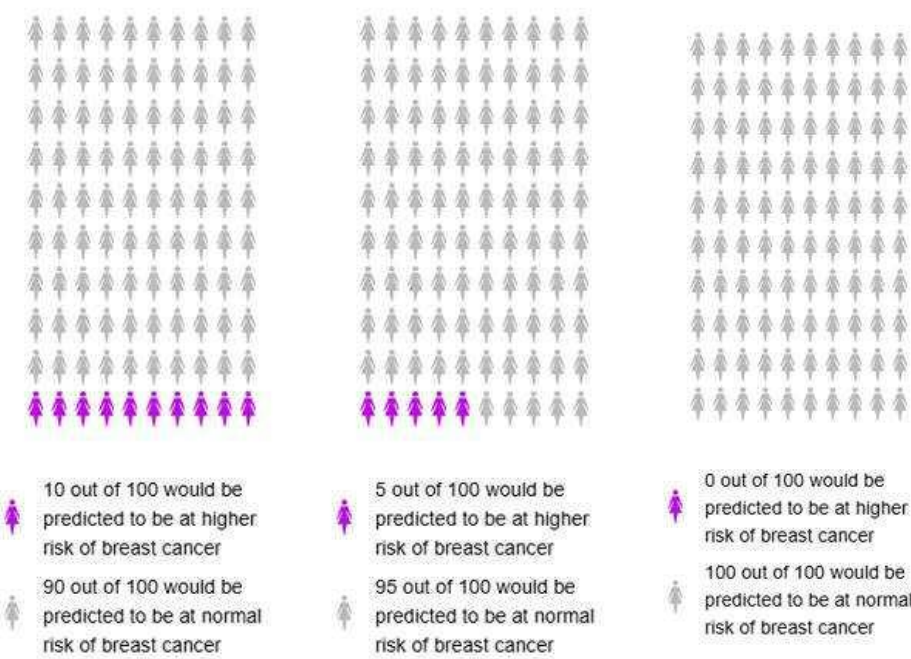 10 out of 100 would be
predicted to be at higher
risk of breast cancer
90 out of 100 would be
predicted to be at normal
risk of breast cancer
5 out of 100 would be
predicted to be at higher
risk of breast cancer
95 out of 100 would be
predicted to be at normal
risk of breast cancer
0 out of 100 would be
predicted to be at higher
risk of breast cancer
100 out of 100 would be
predicted to be at normal
risk of breast cancer